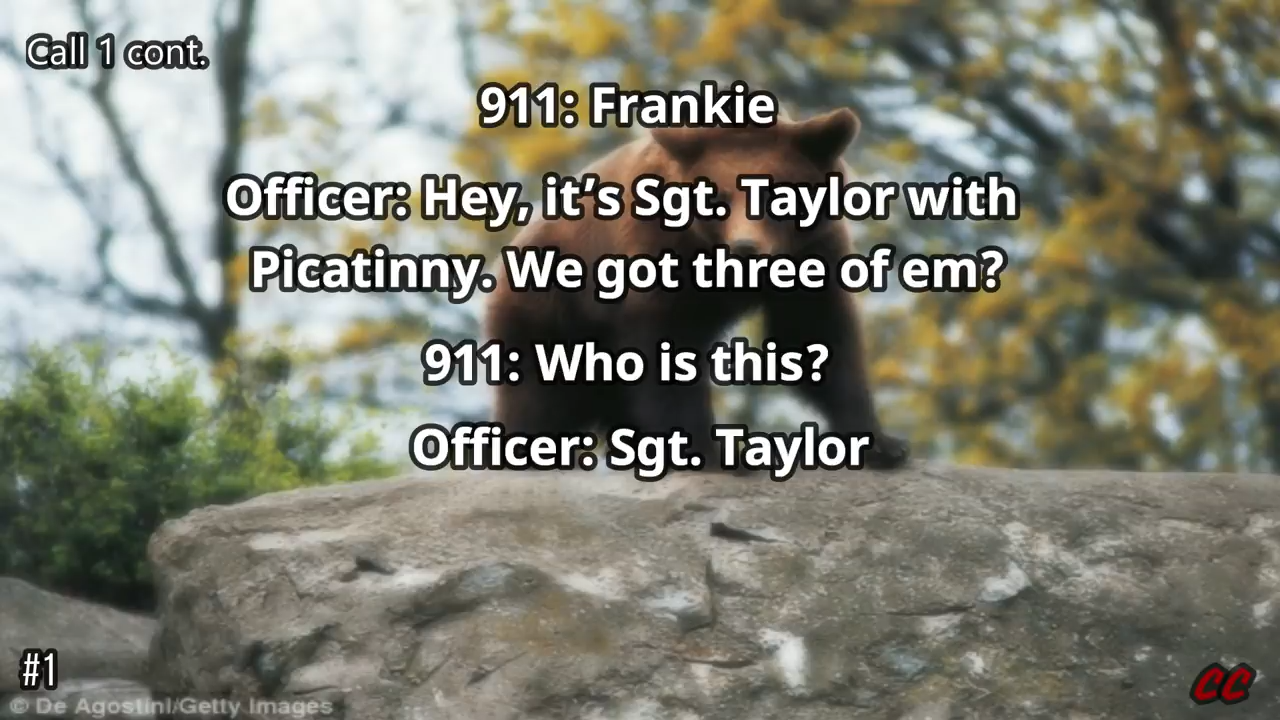 Call 1 cont.
911: Frankie
Officer: Hey, it’s Sgt. Taylor with
Picatinny. We got three of em?
911: Who is this?
Officer: Sgt. Taylor
#1
CC
© De Agostini/Getty Images